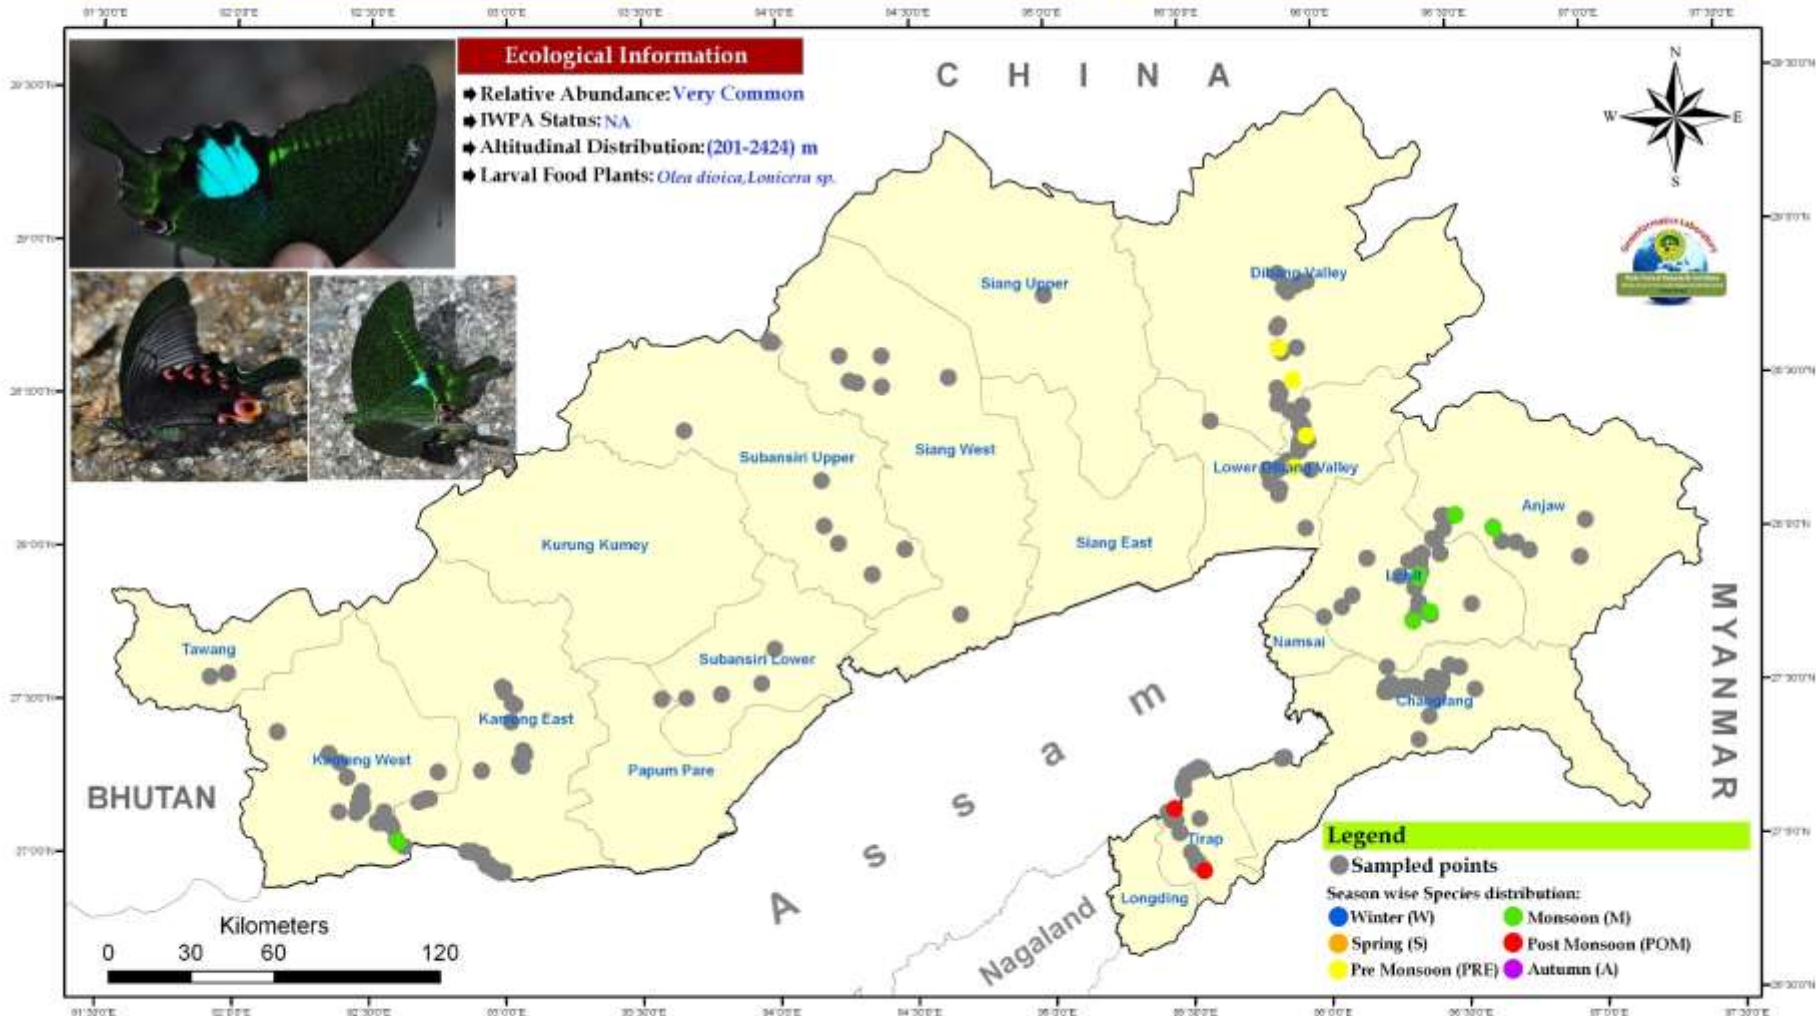 Ecological Information
Relative Abundance: Very Common
IWPA Status: NA
Altitudinal Distribution: (201-2424) m
Larval Food Plants: Olea dioica, Lonicera sp.
C H I N A
N
W E
S
Geoinformatics Laboratory
Dibang Valley
Siang Upper
Subansiri Upper
Siang West
Lower Dibang Valley
Anjaw
Kurung Kumey
Siang East
Lohit
Namsai
Tawang
Subansiri Lower
Kameng East
Changlang
Kameng West
Papum Pare
BHUTAN
MYANMAR
A s s a m
Tirap
Longding
Nagaland
Kilometers
0 30 60 120
Legend
Sampled points
Season wise Species distribution:
Winter (W) Monsoon (M)
Spring (S) Post Monsoon (POM)
Pre Monsoon (PRE) Autumn (A)